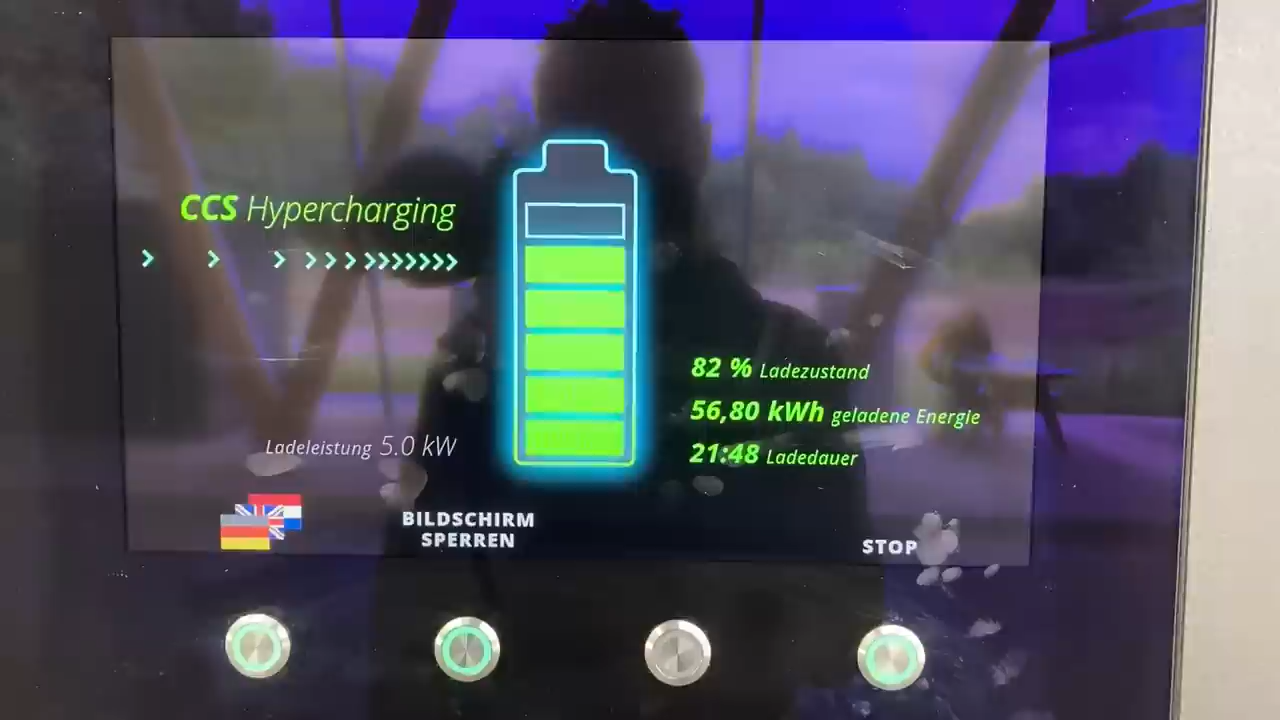 CCS Hypercharging
Ladeleistung 5.0 kW
82 % Ladezustand
56,80 kWh geladene Energie
21:48 Ladedauer
BILDSCHIRM
SPERREN
STOP